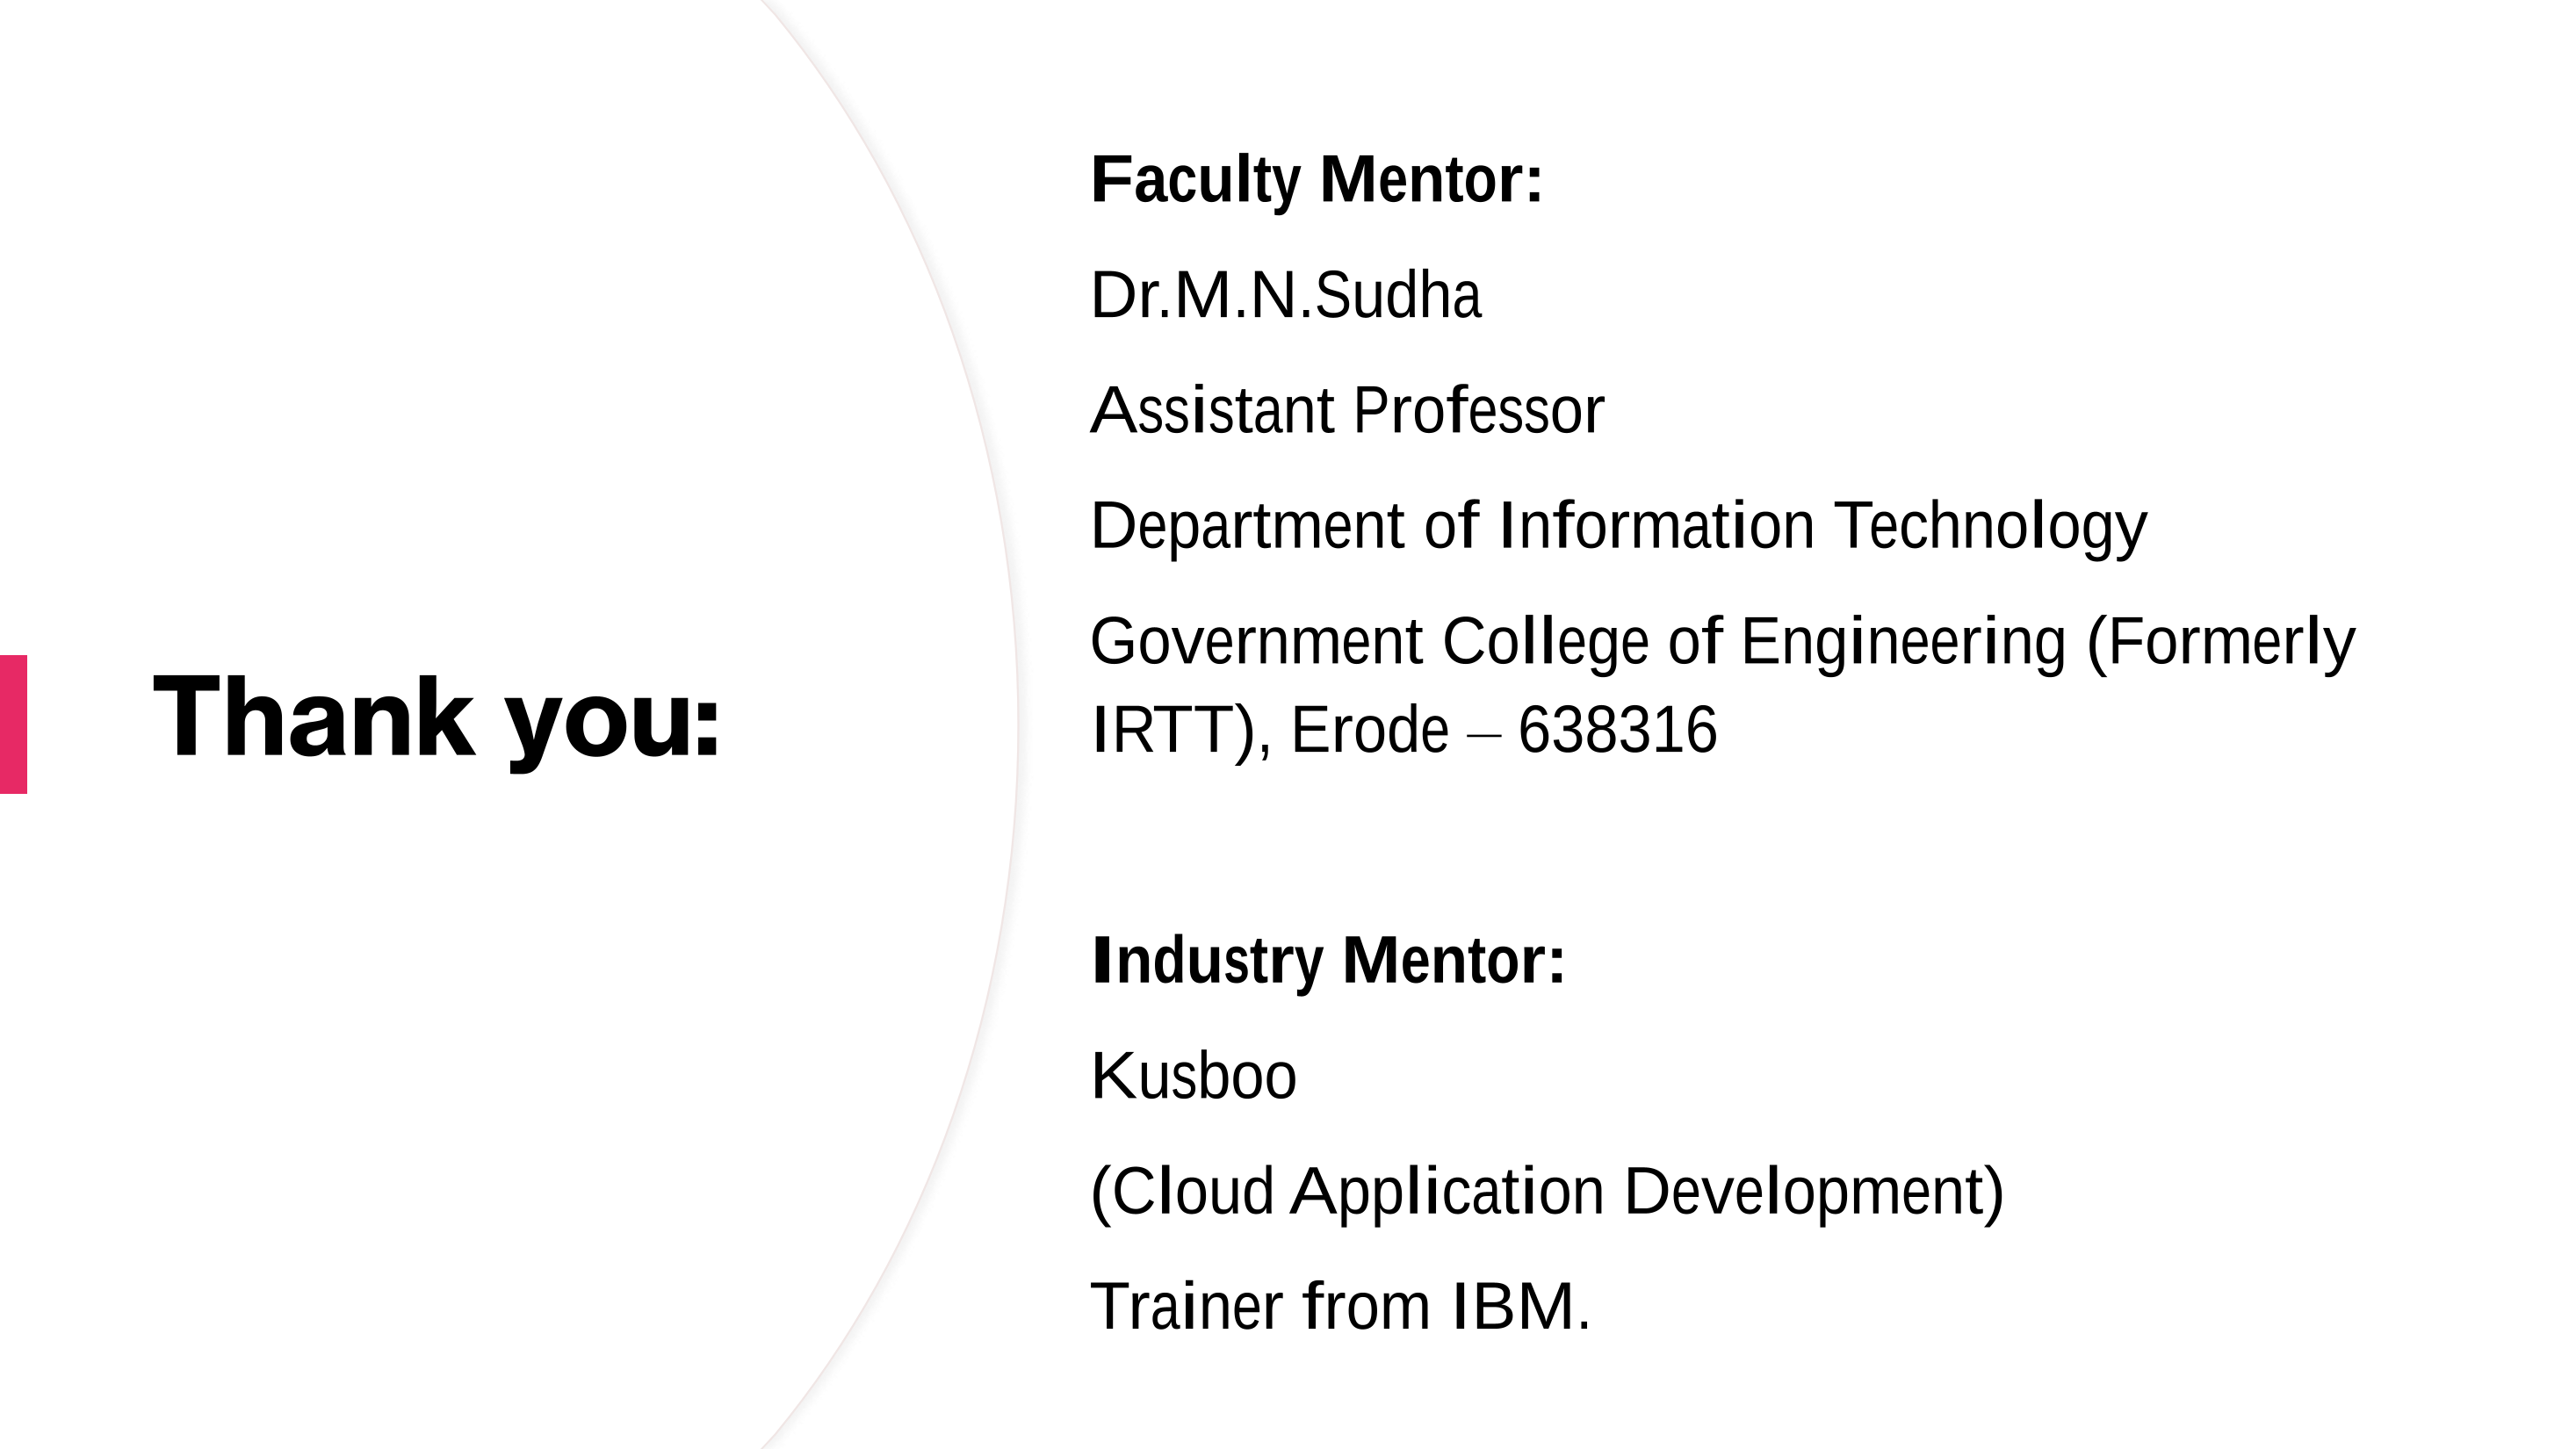 Thank you:
Faculty Mentor:
Dr.M.N.Sudha
Assistant Professor
Department of Information Technology
Government College of Engineering (Formerly
IRTT), Erode – 638316
Industry Mentor:
Kusboo
(Cloud Application Development)
Trainer from IBM.